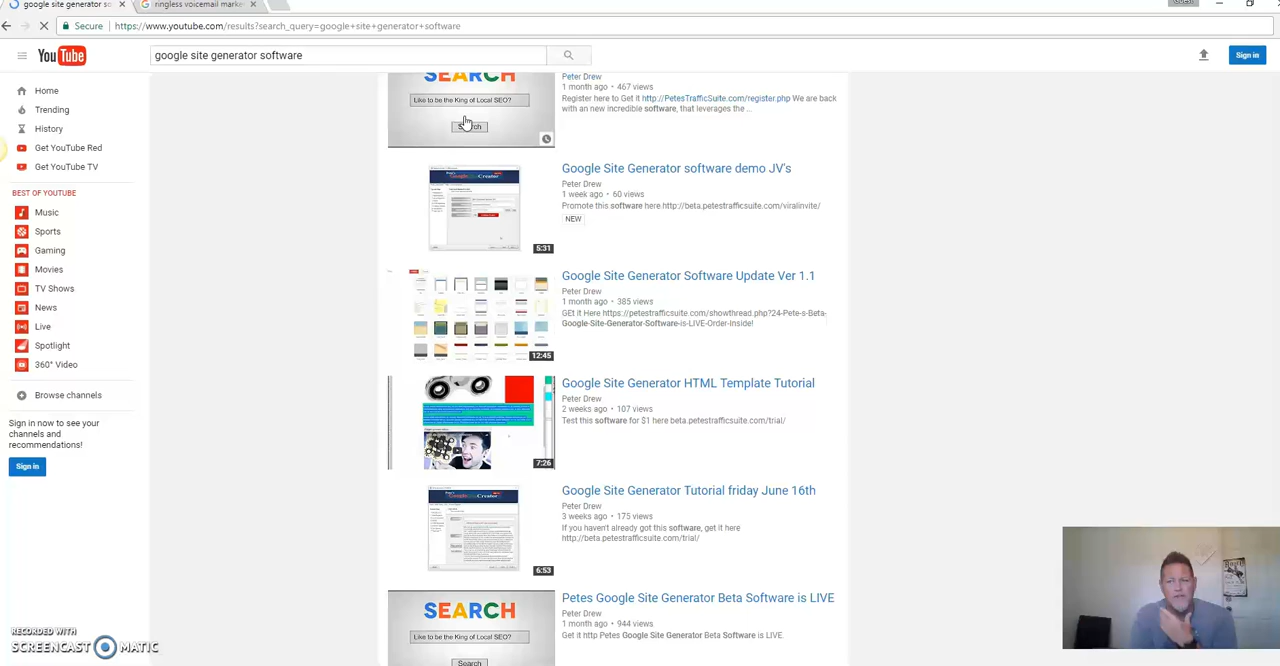 google site generator so
ringless voicemail marke
Secure
https://www.youtube.com/results?search_query=google+site+generator+software
YouTube
google site generator software
Sign in
Home
Trending
History
Get YouTube Red
Get YouTube TV
BEST OF YOUTUBE
Music
Sports
Gaming
Movies
TV Shows
News
Live
Spotlight
360° Video
Browse channels
Sign in now to see your
channels and
recommendations!
Sign in
SEARCH
Like to be the King of Local SEO?
Search
Peter Drew
1 month ago • 467 views
Register here to Get it http://PetesTrafficSuite.com/register.php We are back
with an new incredible software, that leverages the ...
5:31
Google Site Generator software demo JV's
Peter Drew
1 week ago • 60 views
Promote this software here http://beta.petestrafficsuite.com/viralinvite/
NEW
12:45
Google Site Generator Software Update Ver 1.1
Peter Drew
1 month ago • 385 views
GEt it Here https://petestrafficsuite.com/showthread.php?24-Pete-s-Beta-
Google-Site-Generator-Software-is-LIVE-Order-Inside!
7:26
Google Site Generator HTML Template Tutorial
Peter Drew
2 weeks ago • 107 views
Test this software for $1 here beta.petestrafficsuite.com/trial/
6:53
Google Site Generator Tutorial friday June 16th
Peter Drew
3 weeks ago • 175 views
If you haven't already got this software, get it here
http://beta.petestrafficsuite.com/trial/
SEARCH
Like to be the King of Local SEO?
Search
Petes Google Site Generator Beta Software is LIVE
Peter Drew
1 month ago • 944 views
Get it http Petes Google Site Generator Beta Software is LIVE.
RECORDED WITH
SCREENCAST MATIC